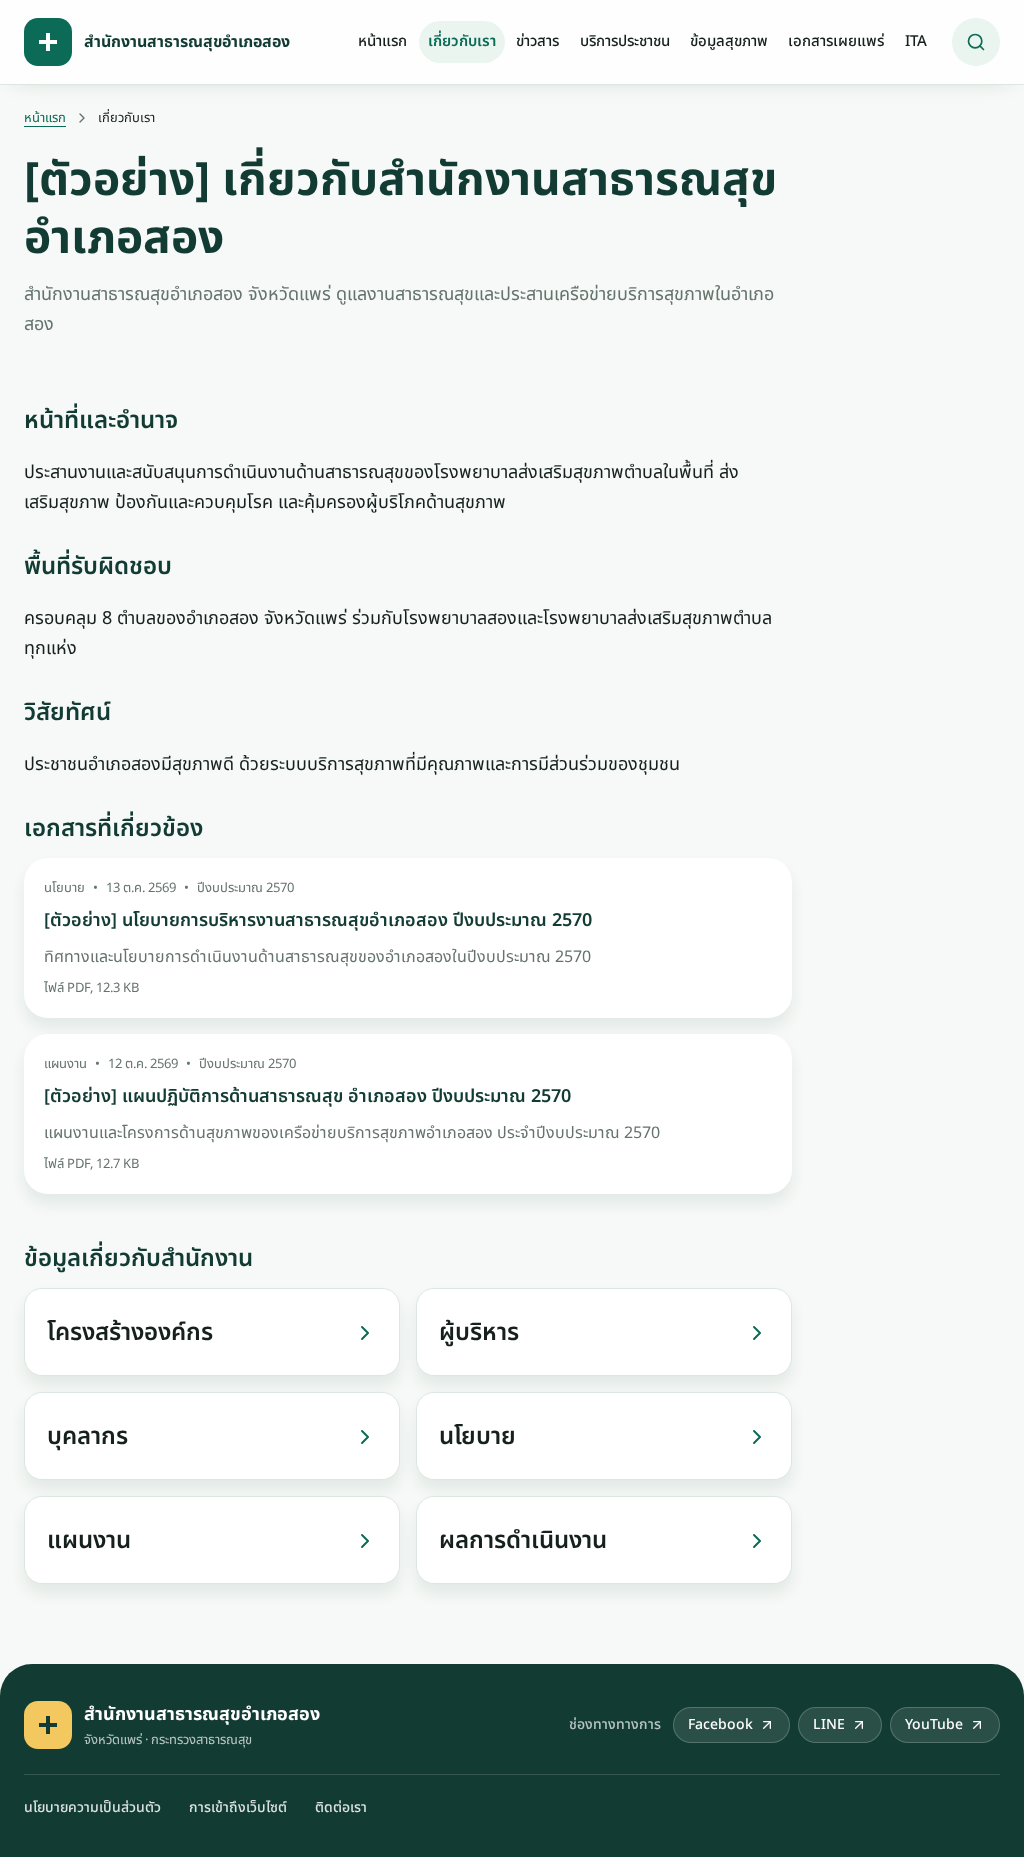 สำนักงานสาธารณสุขอำเภอสอง
หน้าแรก
เกี่ยวกับเรา
ข่าวสาร
บริการประชาชน
ข้อมูลสุขภาพ
เอกสารเผยแพร่
ITA
หน้าแรก
เกี่ยวกับเรา
[ตัวอย่าง] เกี่ยวกับสำนักงานสาธารณสุข
อำเภอสอง
สำนักงานสาธารณสุขอำเภอสอง จังหวัดแพร่ ดูแลงานสาธารณสุขและประสานเครือข่ายบริการสุขภาพในอำเภอ
สอง
หน้าที่และอำนาจ
ประสานงานและสนับสนุนการดำเนินงานด้านสาธารณสุขของโรงพยาบาลส่งเสริมสุขภาพตำบลในพื้นที่ ส่ง
เสริมสุขภาพ ป้องกันและควบคุมโรค และคุ้มครองผู้บริโภคด้านสุขภาพ
พื้นที่รับผิดชอบ
ครอบคลุม 8 ตำบลของอำเภอสอง จังหวัดแพร่ ร่วมกับโรงพยาบาลสองและโรงพยาบาลส่งเสริมสุขภาพตำบล
ทุกแห่ง
วิสัยทัศน์
ประชาชนอำเภอสองมีสุขภาพดี ด้วยระบบบริการสุขภาพที่มีคุณภาพและการมีส่วนร่วมของชุมชน
เอกสารที่เกี่ยวข้อง
นโยบาย • 13 ต.ค. 2569 • ปีงบประมาณ 2570
[ตัวอย่าง] นโยบายการบริหารงานสาธารณสุขอำเภอสอง ปีงบประมาณ 2570
ทิศทางและนโยบายการดำเนินงานด้านสาธารณสุขของอำเภอสองในปีงบประมาณ 2570
ไฟล์ PDF, 12.3 KB
แผนงาน • 12 ต.ค. 2569 • ปีงบประมาณ 2570
[ตัวอย่าง] แผนปฏิบัติการด้านสาธารณสุข อำเภอสอง ปีงบประมาณ 2570
แผนงานและโครงการด้านสุขภาพของเครือข่ายบริการสุขภาพอำเภอสอง ประจำปีงบประมาณ 2570
ไฟล์ PDF, 12.7 KB
ข้อมูลเกี่ยวกับสำนักงาน
โครงสร้างองค์กร
ผู้บริหาร
บุคลากร
นโยบาย
แผนงาน
ผลการดำเนินงาน
สำนักงานสาธารณสุขอำเภอสอง
จังหวัดแพร่ · กระทรวงสาธารณสุข
ช่องทางทางการ
Facebook
LINE
YouTube
นโยบายความเป็นส่วนตัว
การเข้าถึงเว็บไซต์
ติดต่อเรา